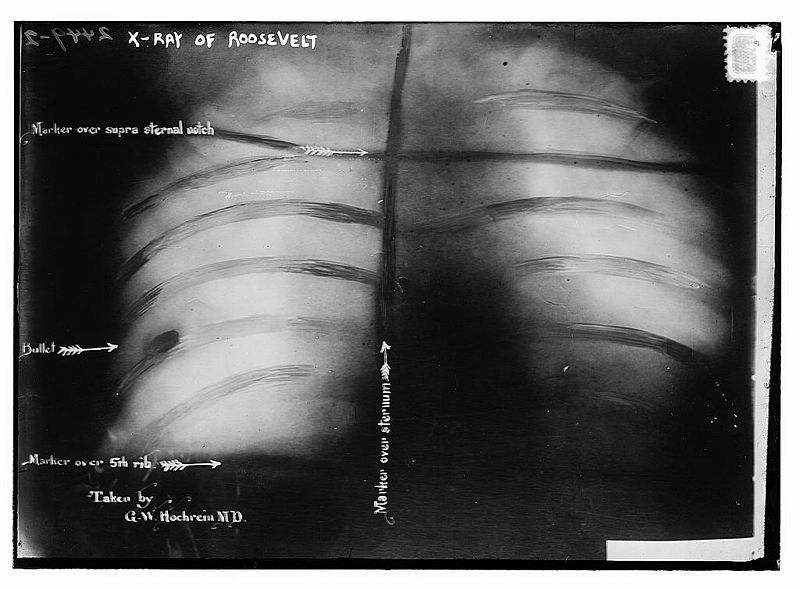 2449-2
X-RAY OF ROOSEVELT
Marker over supra sternal notch
Bullet
Marker over sternum
Marker over 5th rib.
Taken by
G.W. Hochrein M.D.